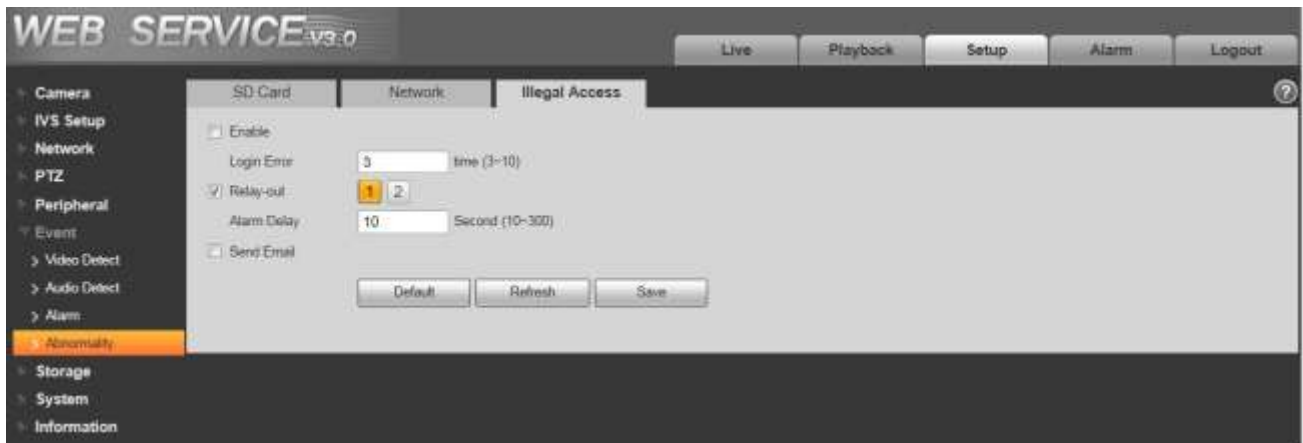 WEB SERVICE V3.0
Live Playback Setup Alarm Logout
Camera
IVS Setup
Network
PTZ
Peripheral
Event
Video Detect
Audio Detect
Alarm
Abnormality
Storage
System
Information
SD Card Network Illegal Access
?
Enable
Login Error 3 time (3~10)
Relay-out 1 2
Alarm Delay 10 Second (10~300)
Send Email
Default Refresh Save